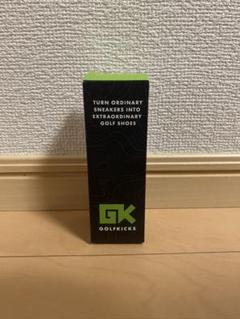 TURN ORDINARY
SNEAKERS INTO
EXTRAORDINARY
GOLF SHOES
GK
GOLFKICKS